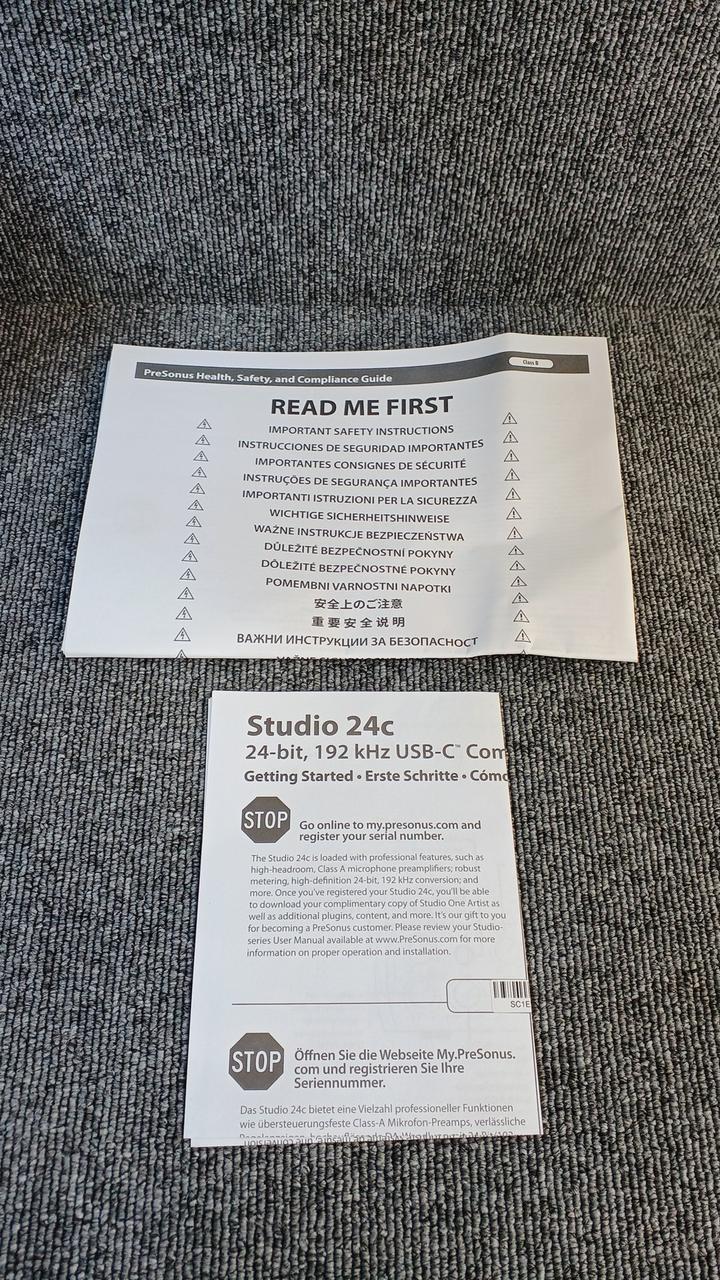 PreSonus Health, Safety, and Compliance Guide
Class B
READ ME FIRST
IMPORTANT SAFETY INSTRUCTIONS
INSTRUCCIONES DE SEGURIDAD IMPORTANTES
IMPORTANTES CONSIGNES DE SÉCURITÉ
INSTRUÇÕES DE SEGURANÇA IMPORTANTES
IMPORTANTI ISTRUZIONI PER LA SICUREZZA
WICHTIGE SICHERHEITSHINWEISE
WAŻNE INSTRUKCJE BEZPIECZEŃSTWA
DŮLEŽITÉ BEZPEČNOSTNÍ POKYNY
DÔLEŽITÉ BEZPEČNOSTNÉ POKYNY
POMEMBNI VARNOSTNI NAPOTKI
安全上のご注意
重要安全说明
ВАЖНИ ИНСТРУКЦИИ ЗА БЕЗОПАСНОСТ
Studio 24c
24-bit, 192 kHz USB-C™ Com
Getting Started • Erste Schritte • Cómo
STOP
Go online to my.presonus.com and
register your serial number.
The Studio 24c is loaded with professional features, such as
high-headroom, Class A microphone preamplifiers; robust
metering, high-definition 24-bit, 192 kHz conversion; and
more. Once you've registered your Studio 24c, you'll be able
to download your complimentary copy of Studio One Artist as
well as additional plugins, content, and more. It's our gift to you
for becoming a PreSonus customer. Please review your Studio-
series User Manual available at www.PreSonus.com for more
information on proper operation and installation.
SC1E
STOP
Öffnen Sie die Webseite My.PreSonus.
com und registrieren Sie Ihre
Seriennummer.
Das Studio 24c bietet eine Vielzahl professioneller Funktionen
wie übersteuerungsfeste Class-A Mikrofon-Preamps, verlässliche